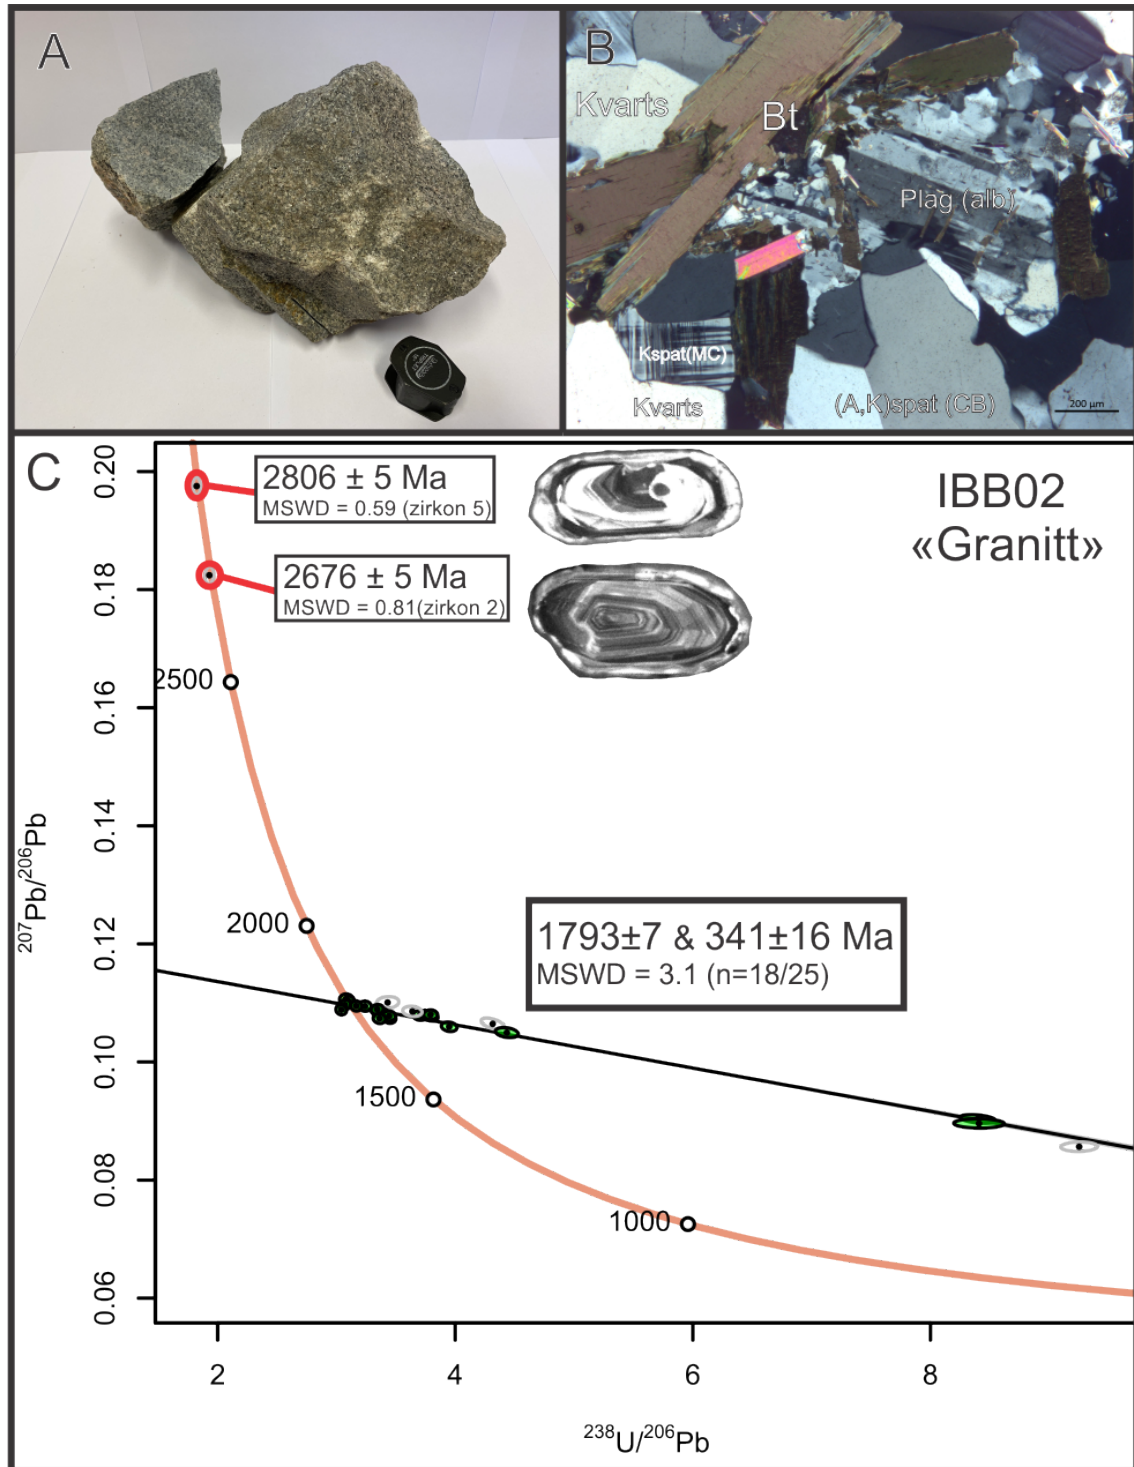 A
B
Kvarts
Bt
Plag (alb)
Kspat(MC)
Kvarts
(A,K)spat (CB)
200 µm
C
IBB02
«Granitt»
2806 ± 5 Ma
MSWD = 0.59 (zirkon 5)
2676 ± 5 Ma
MSWD = 0.81(zirkon 2)
1793±7 & 341±16 Ma
MSWD = 3.1 (n=18/25)
2500
2000
1500
1000
0.20
0.18
0.16
0.14
0.12
0.10
0.08
0.06
207Pb/206Pb
2
4
6
8
238U/206Pb